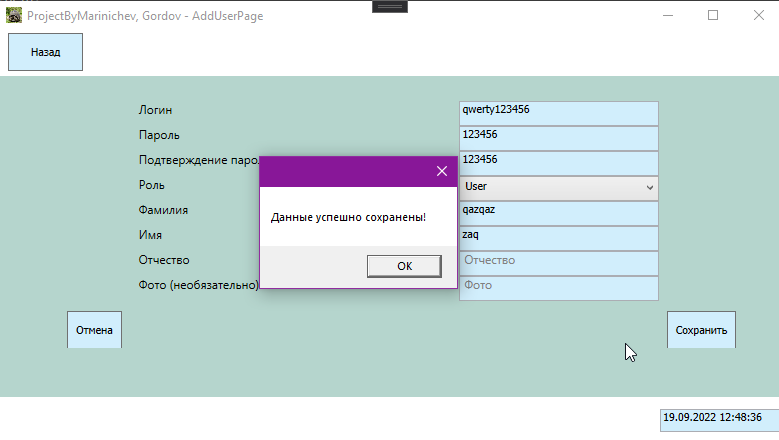 ProjectByMarinichev, Gordov - AddUserPage
Назад
Логин qwerty123456
Пароль 123456
Подтверждение паро 123456
Роль User
Фамилия qazqaz
Имя zaq
Отчество Отчество
Фото (необязательно) Фото
Данные успешно сохранены!
OK
Отмена Сохранить
19.09.2022 12:48:36